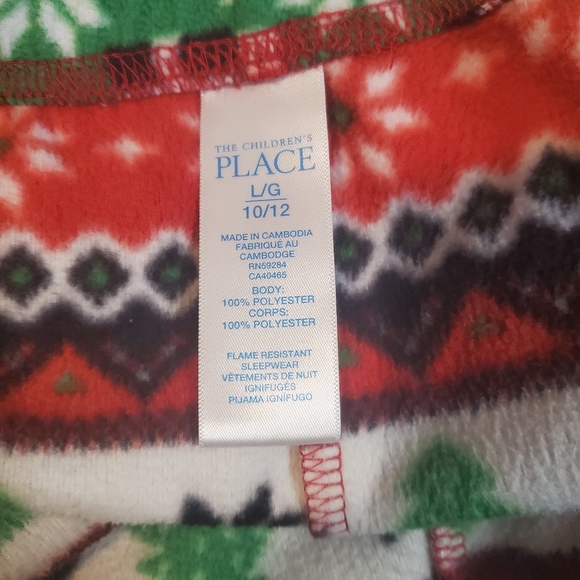 THE CHILDREN'S
PLACE
L/G
10/12
MADE IN CAMBODIA
FABRIQUÉ AU
CAMBODGE
RN59284
CA40465
BODY:
100% POLYESTER
CORPS:
100% POLYESTER
FLAME RESISTANT
SLEEPWEAR
VÊTEMENTS DE NUIT
IGNIFUGÉS
PIJAMA IGNÍFUGO